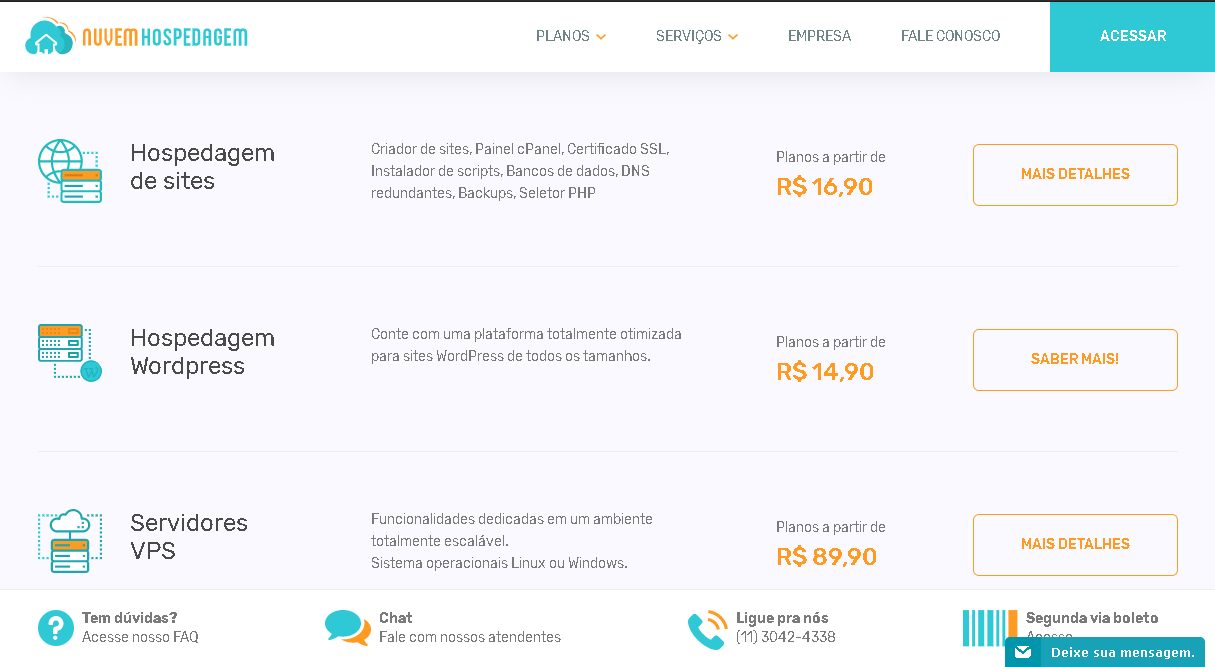 NUVEM HOSPEDAGEM
PLANOS
SERVIÇOS
EMPRESA
FALE CONOSCO
ACESSAR
Hospedagem
de sites
Criador de sites, Painel cPanel, Certificado SSL,
Instalador de scripts, Bancos de dados, DNS
redundantes, Backups, Seletor PHP
Planos a partir de
R$ 16,90
MAIS DETALHES
Hospedagem
Wordpress
Conte com uma plataforma totalmente otimizada
para sites WordPress de todos os tamanhos.
Planos a partir de
R$ 14,90
SABER MAIS!
Servidores
VPS
Funcionalidades dedicadas em um ambiente
totalmente escalável.
Sistema operacionais Linux ou Windows.
Planos a partir de
R$ 89,90
MAIS DETALHES
Tem dúvidas?
Acesse nosso FAQ
Chat
Fale com nossos atendentes
Ligue pra nós
(11) 3042-4338
Segunda via boleto
Acesse
Deixe sua mensagem.